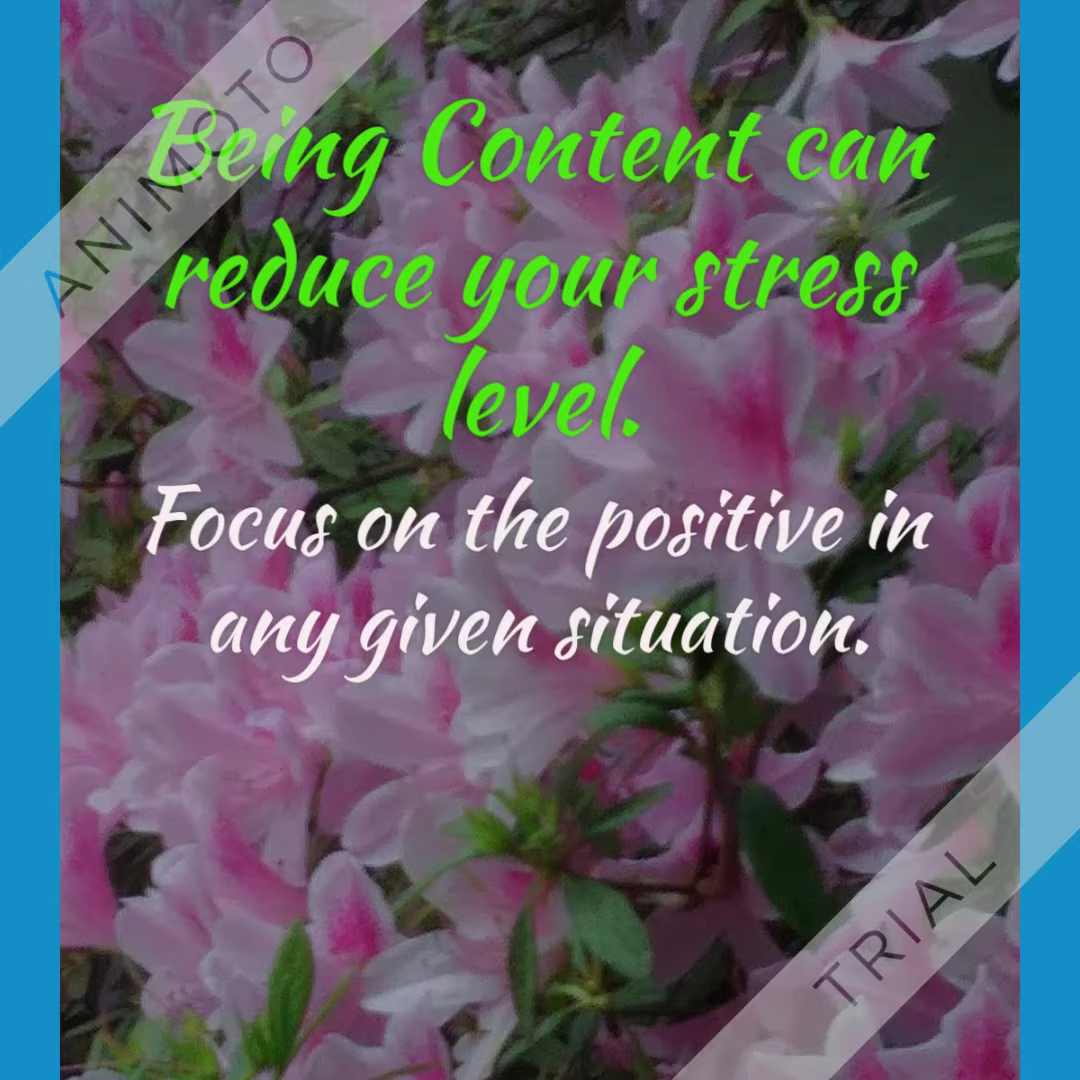 ANIMOTO
Being Content can
reduce your stress
level.
Focus on the positive in
any given situation.
TRIAL